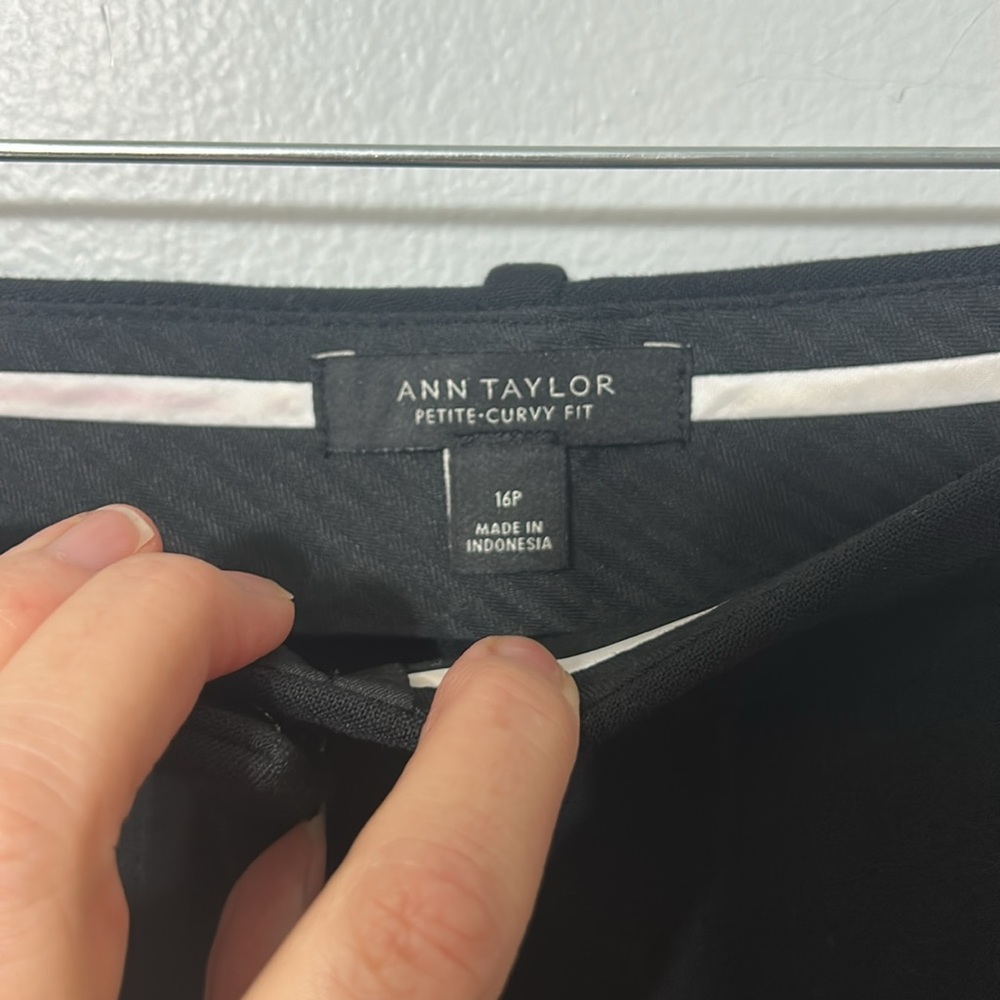 ANN TAYLOR
PETITE·CURVY FIT
16P
MADE IN
INDONESIA